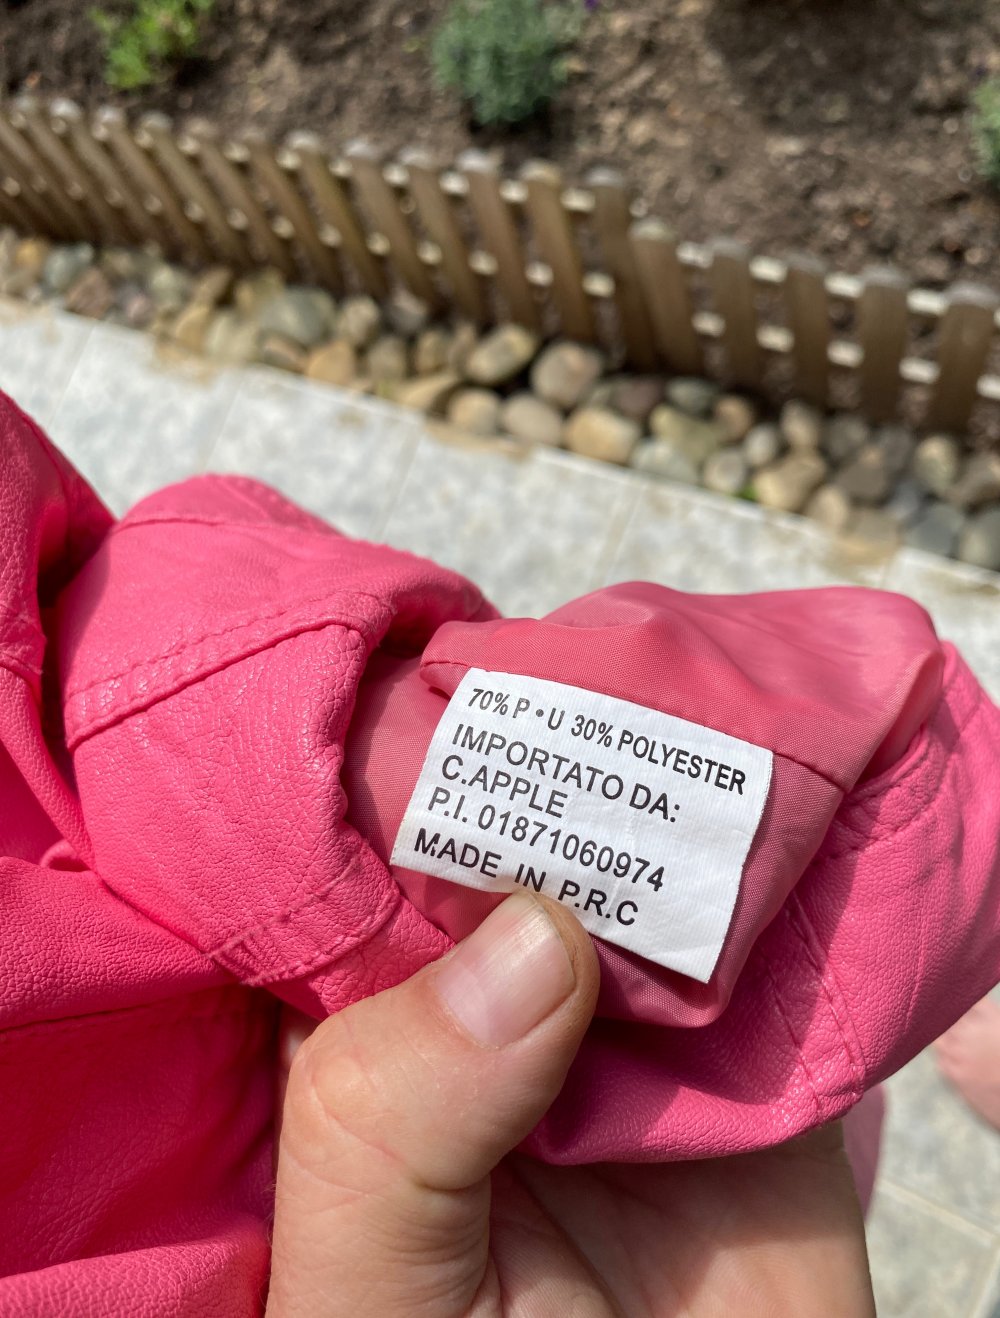 70% P•U 30% POLYESTER
IMPORTATO DA:
C.APPLE
P.I. 01871060974
MADE IN P.R.C